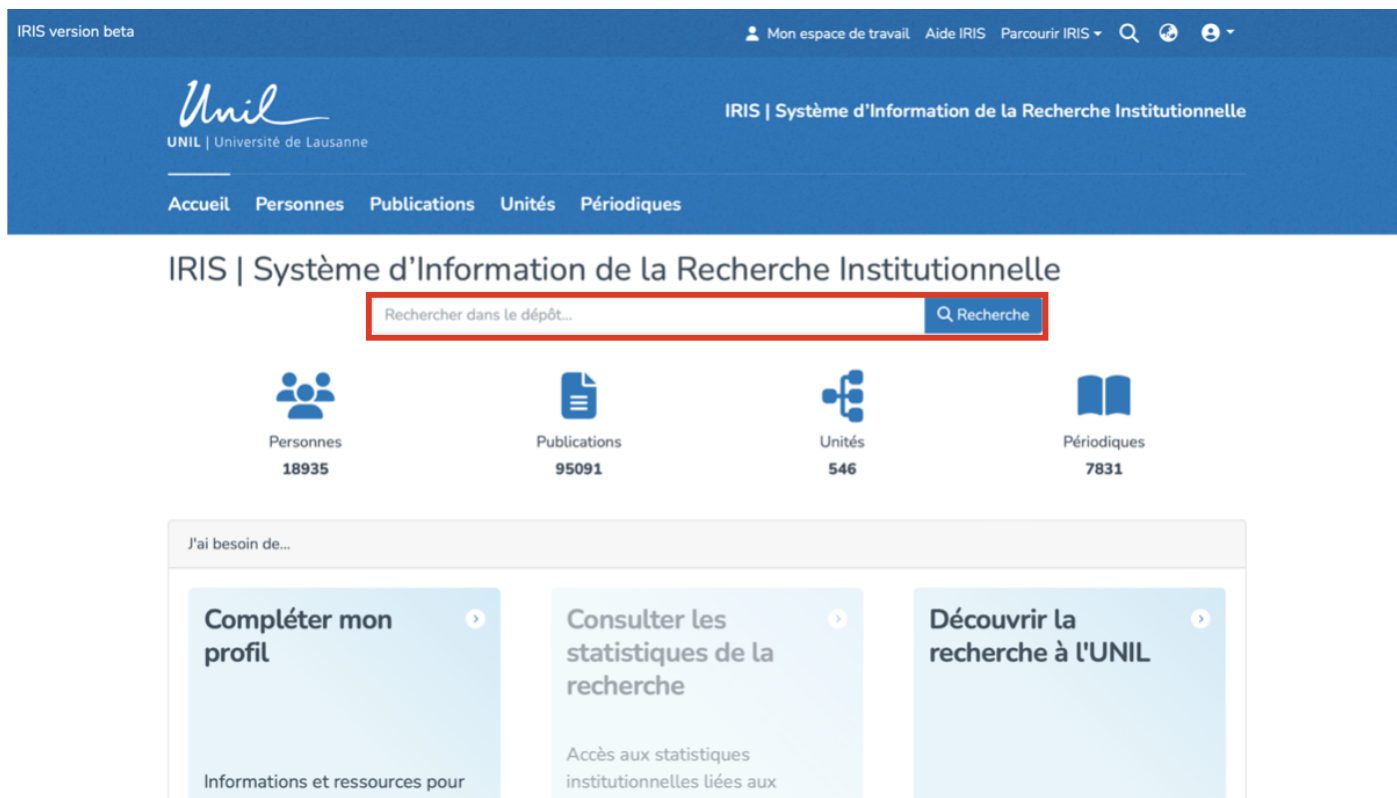 IRIS version beta
Mon espace de travail Aide IRIS Parcourir IRIS
Unil
UNIL | Université de Lausanne
IRIS | Système d’Information de la Recherche Institutionnelle
Accueil Personnes Publications Unités Périodiques
IRIS | Système d’Information de la Recherche Institutionnelle
Rechercher dans le dépôt... Recherche
Personnes
18935
Publications
95091
Unités
546
Périodiques
7831
J'ai besoin de...
Compléter mon
profil
Informations et ressources pour
Consulter les
statistiques de la
recherche
Accès aux statistiques
institutionnelles liées aux
Découvrir la
recherche à l'UNIL